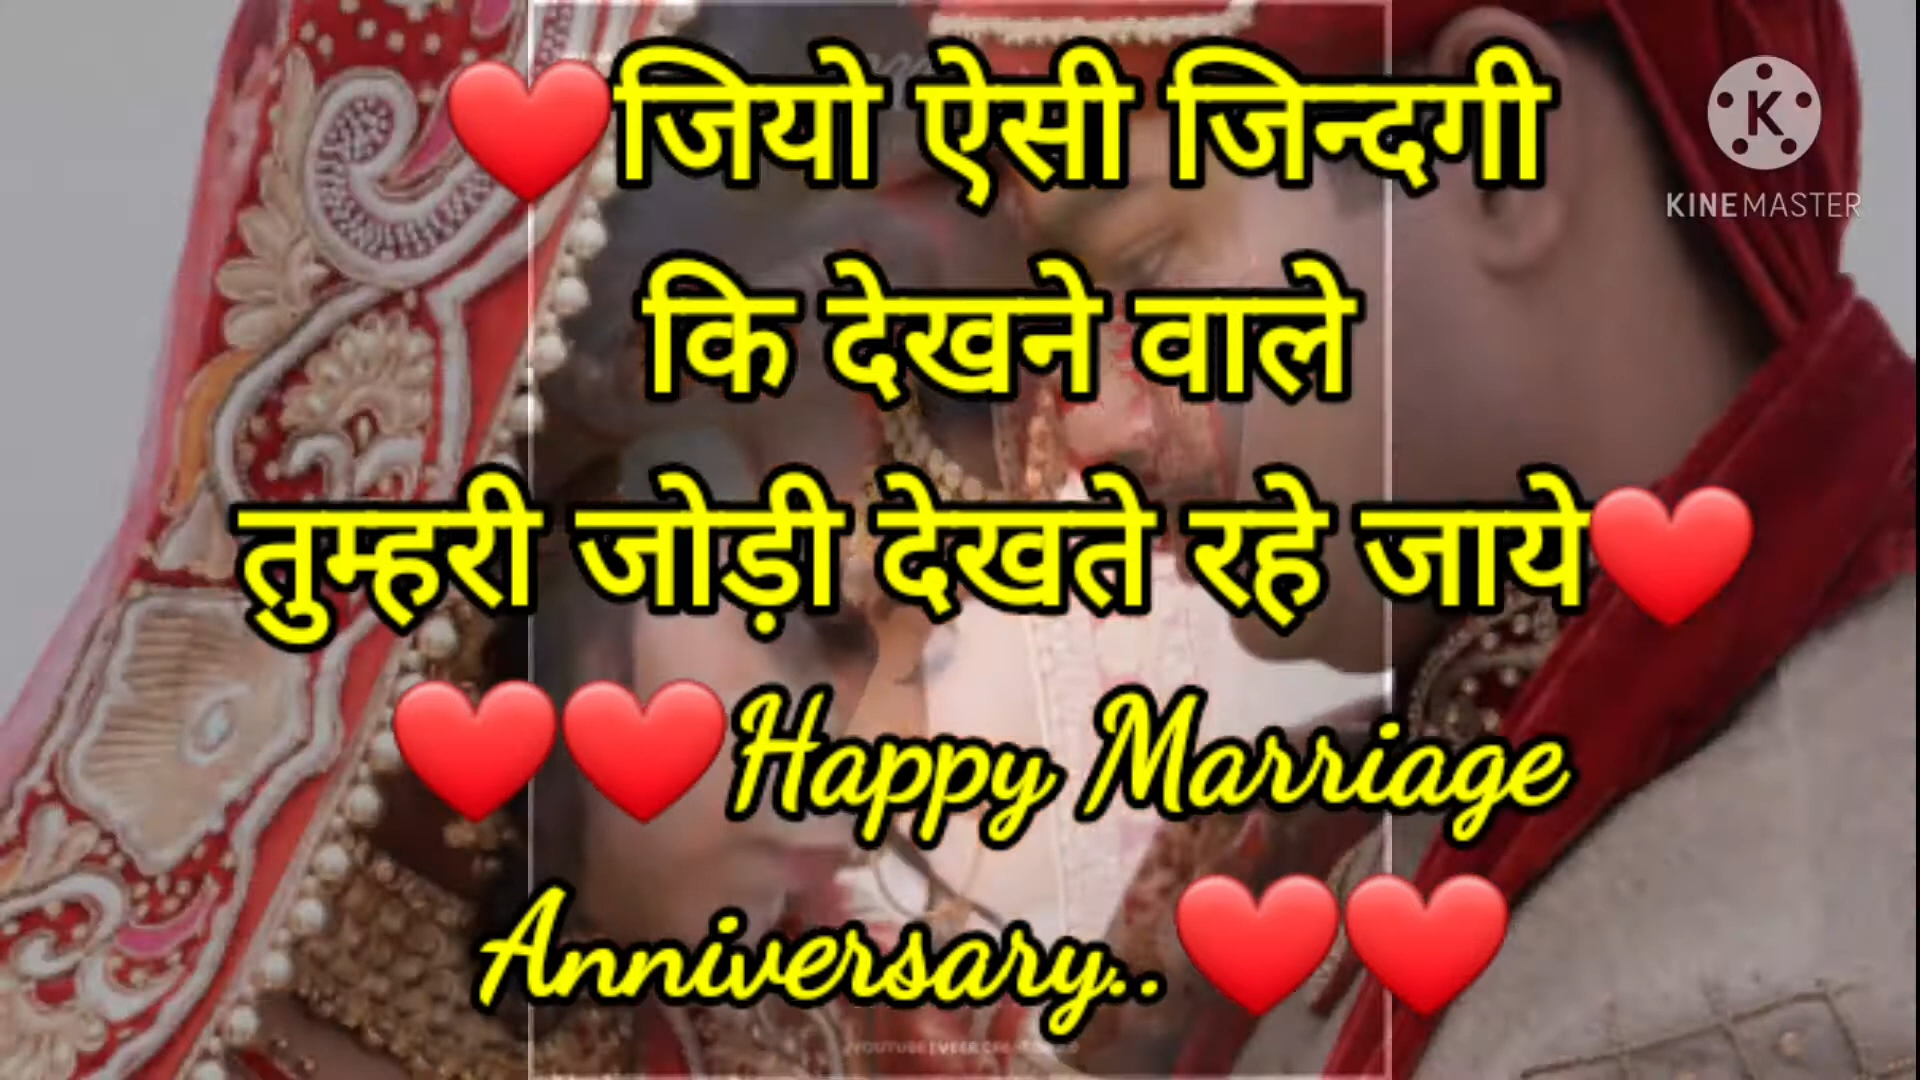 ❤️जियो ऐसी जिन्दगी
कि देखने वाले
तुम्हरी जोड़ी देखते रहे जाये❤️
❤️❤️Happy Marriage
Anniversary..❤️❤️
K
KINEMASTER